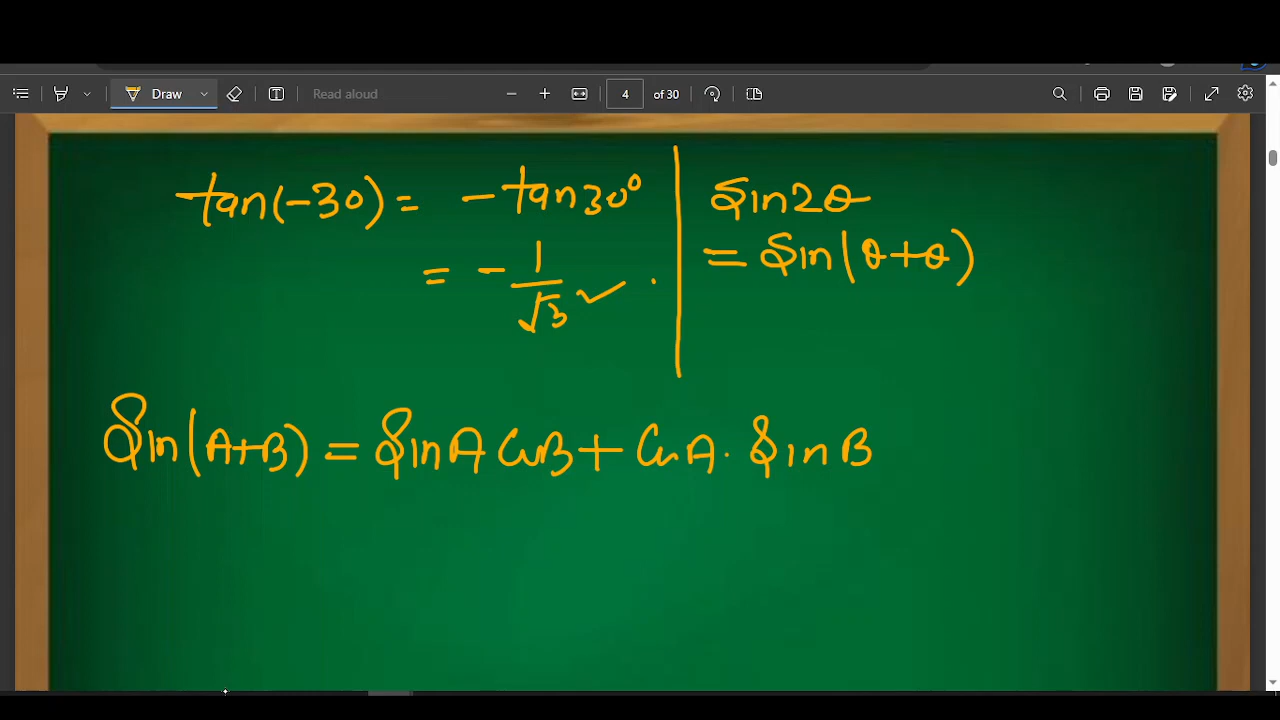 Draw
Read aloud
4 of 30
tan(-30) = -tan30°
= -1/√3 ✓ .
Sin2θ
= Sin(θ+θ)
Sin(A+B) = SinA CosB + CosA. SinB